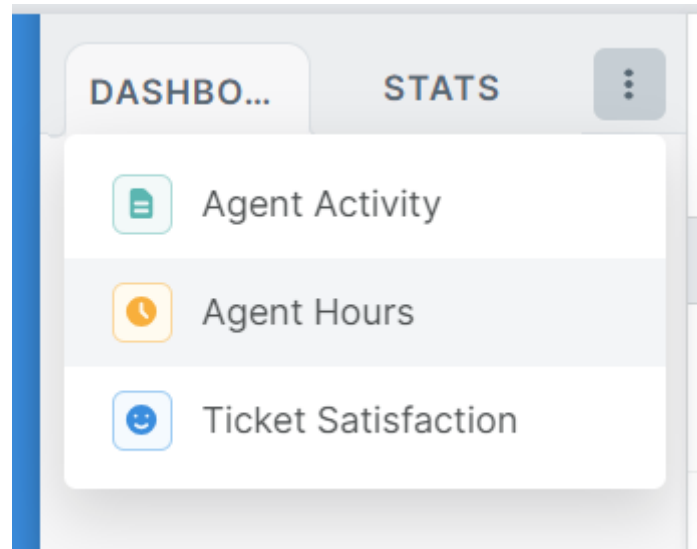 DASHBO...
STATS
Agent Activity
Agent Hours
Ticket Satisfaction